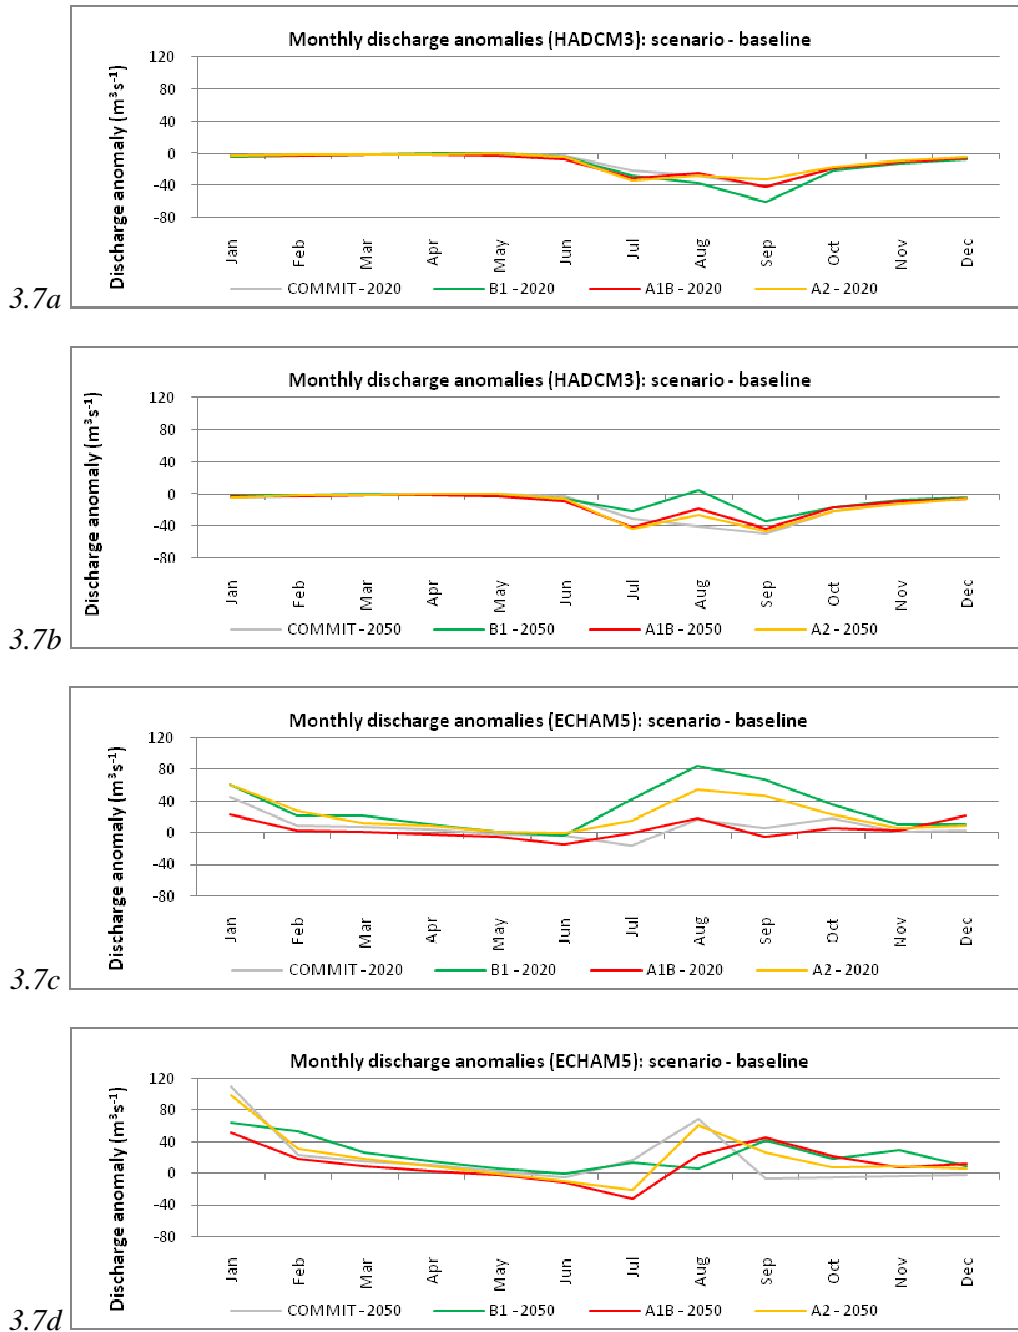 Monthly discharge anomalies (HADCM3): scenario - baseline
Discharge anomaly (m³s⁻¹)
120
80
40
0
-40
-80
Jan Feb Mar Apr May Jun Jul Aug Sep Oct Nov Dec
COMMIT - 2020 B1 - 2020 A1B - 2020 A2 - 2020
3.7a
Monthly discharge anomalies (HADCM3): scenario - baseline
Discharge anomaly (m³s⁻¹)
120
80
40
0
-40
-80
Jan Feb Mar Apr May Jun Jul Aug Sep Oct Nov Dec
COMMIT - 2050 B1 - 2050 A1B - 2050 A2 - 2050
3.7b
Monthly discharge anomalies (ECHAM5): scenario - baseline
Discharge anomaly (m³s⁻¹)
120
80
40
0
-40
-80
Jan Feb Mar Apr May Jun Jul Aug Sep Oct Nov Dec
COMMIT - 2020 B1 - 2020 A1B - 2020 A2 - 2020
3.7c
Monthly discharge anomalies (ECHAM5): scenario - baseline
Discharge anomaly (m³s⁻¹)
120
80
40
0
-40
-80
Jan Feb Mar Apr May Jun Jul Aug Sep Oct Nov Dec
COMMIT - 2050 B1 - 2050 A1B - 2050 A2 - 2050
3.7d